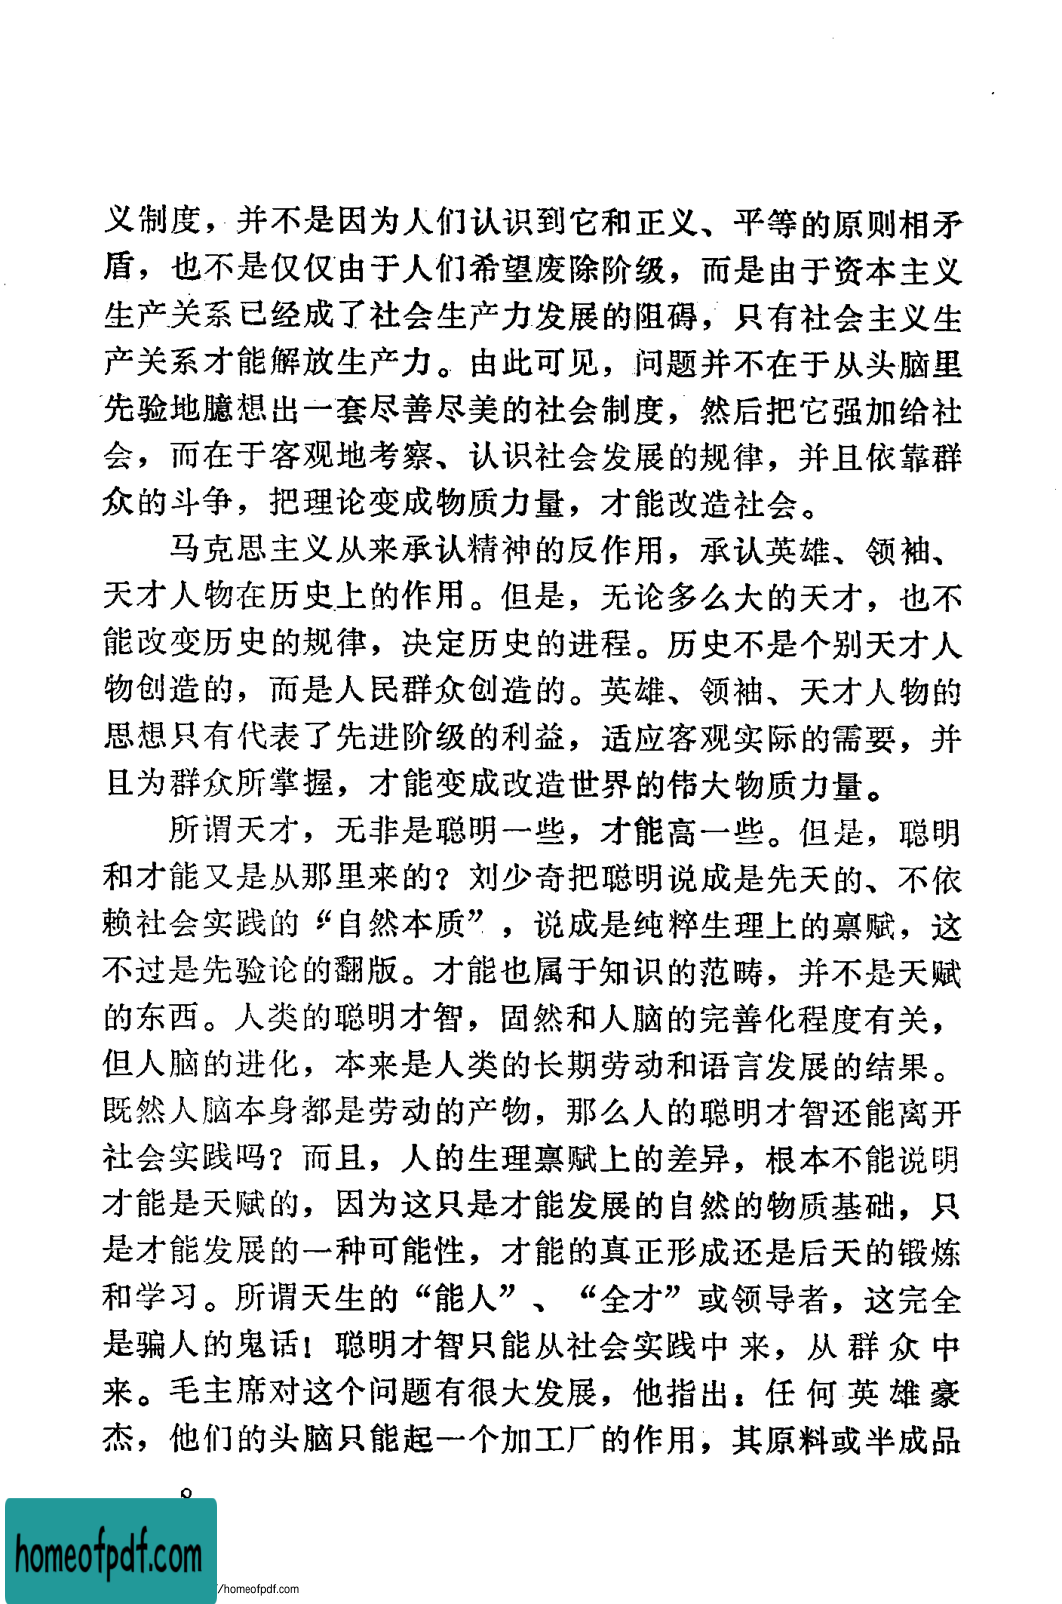 义制度，并不是因为人们认识到它和正义、平等的原则相矛
盾，也不是仅仅由于人们希望废除阶级，而是由于资本主义
生产关系已经成了社会生产力发展的阻碍，只有社会主义生
产关系才能解放生产力。由此可见，问题并不在于从头脑里
先验地臆想出一套尽善尽美的社会制度，然后把它强加给社
会，而在于客观地考察、认识社会发展的规律，并且依靠群
众的斗争，把理论变成物质力量，才能改造社会。
马克思主义从来承认精神的反作用，承认英雄、领袖、
天才人物在历史上的作用。但是，无论多么大的天才，也不
能改变历史的规律，决定历史的进程。历史不是个别天才人
物创造的，而是人民群众创造的。英雄、领袖、天才人物的
思想只有代表了先进阶级的利益，适应客观实际的需要，并
且为群众所掌握，才能变成改造世界的伟大物质力量。
所谓天才，无非是聪明一些，才能高一些。但是，聪明
和才能又是从那里来的？刘少奇把聪明说成是先天的、不依
赖社会实践的“自然本质”，说成是纯粹生理上的禀赋，这
不过是先验论的翻版。才能也属于知识的范畴，并不是天赋
的东西。人类的聪明才智，固然和人脑的完善化程度有关，
但人脑的进化，本来是人类的长期劳动和语言发展的结果。
既然人脑本身都是劳动的产物，那么人的聪明才智还能离开
社会实践吗？而且，人的生理禀赋上的差异，根本不能说明
才能是天赋的，因为这只是才能发展的自然的物质基础，只
是才能发展的一种可能性，才能的真正形成还是后天的锻炼
和学习。所谓天生的“能人”、“全才”或领导者，这完全
是骗人的鬼话！聪明才智只能从社会实践中来，从群众中
来。毛主席对这个问题有很大发展，他指出：任何英雄豪
杰，他们的头脑只能起一个加工厂的作用，其原料或半成品
homeofpdf.com
/homeofpdf.com